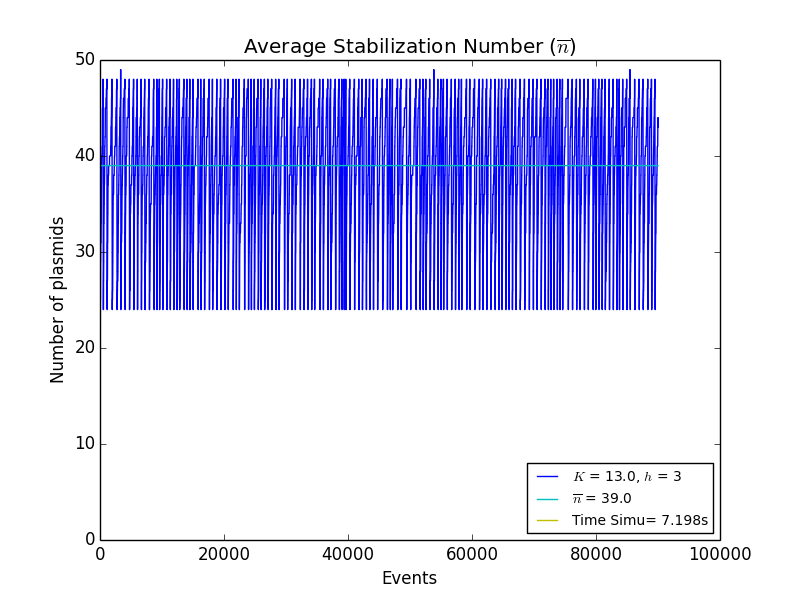 Average Stabilization Number (n̅)
50
40
30
20
10
0
Number of plasmids
K = 13.0, h = 3
n̅ = 39.0
Time Simu= 7.198s
0 20000 40000 60000 80000 100000
Events